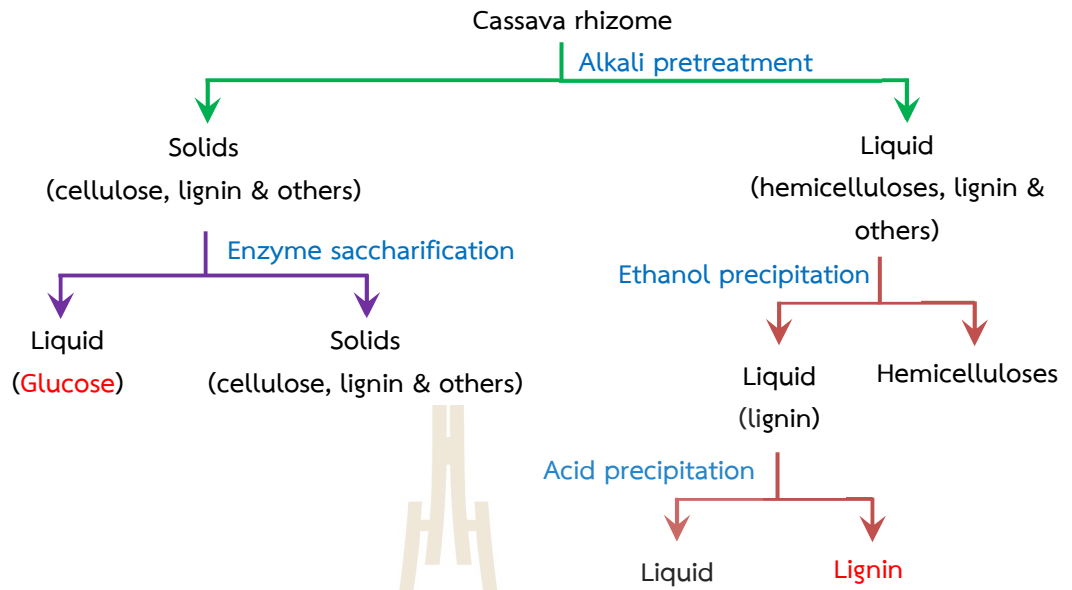 Cassava rhizome
Alkali pretreatment
Solids
(cellulose, lignin & others)
Liquid
(hemicelluloses, lignin &
others)
Enzyme saccharification
Ethanol precipitation
Liquid
(Glucose)
Solids
(cellulose, lignin & others)
Liquid
(lignin)
Hemicelluloses
Acid precipitation
Liquid
Lignin